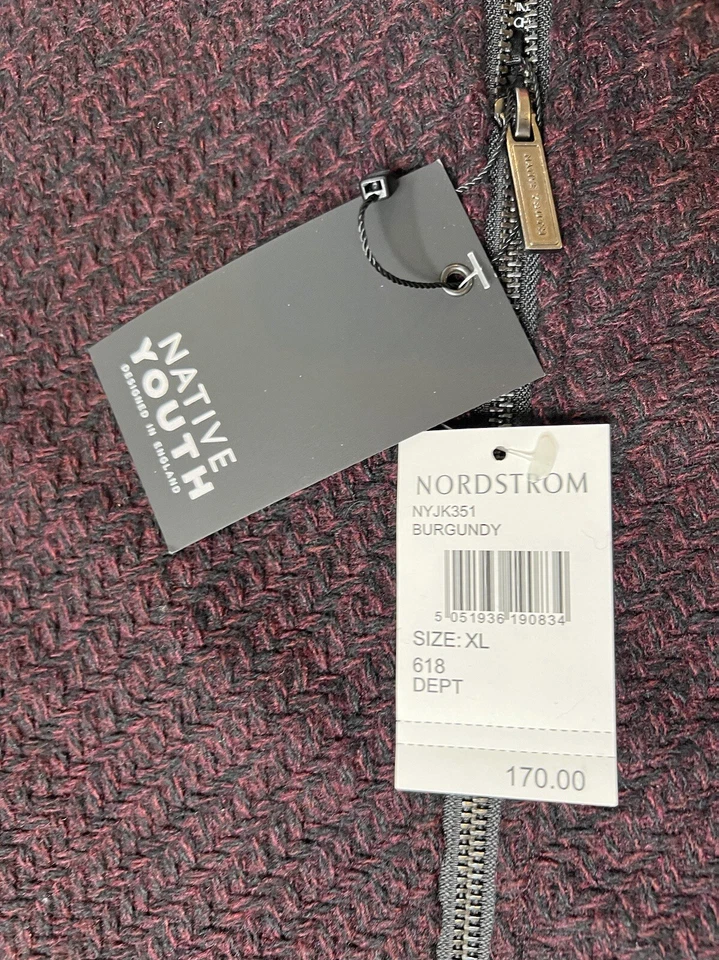 NATIVE
YOUTH
DESIGNED IN ENGLAND
NORDSTROM
NYJK351
BURGUNDY
5 051936 190834
SIZE: XL
618
DEPT
170.00